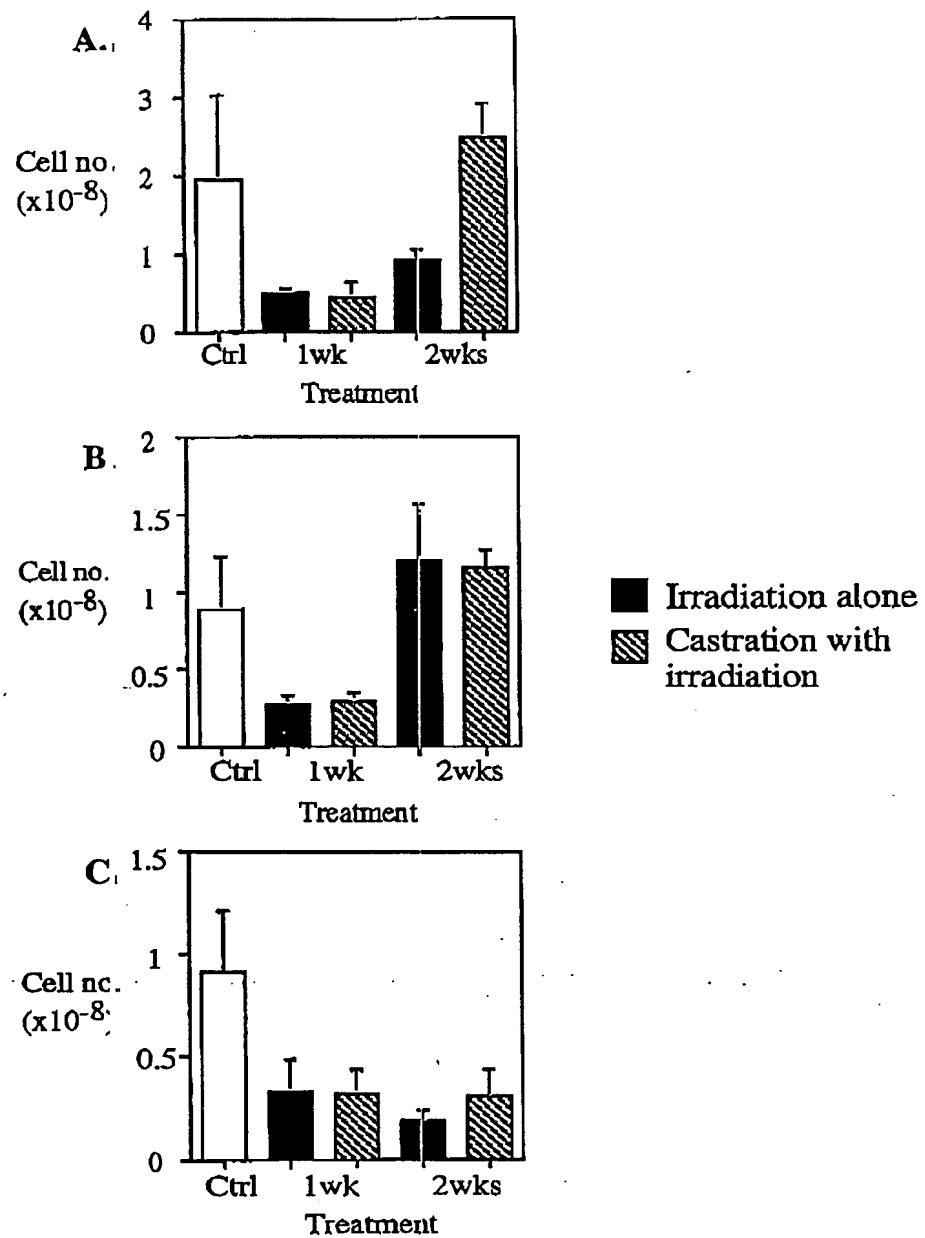 A.
4
3
2
1
0
Cell no.
(x10-8)
Ctrl 1wk 2wks
Treatment
B.
2
1.5
1
0.5
0
Cell no.
(x10-8)
Ctrl 1wk 2wks
Treatment
Irradiation alone
Castration with
irradiation
C
1.5
1
0.5
0
Cell nc.
(x10-8)
Ctrl 1wk 2wks
Treatment